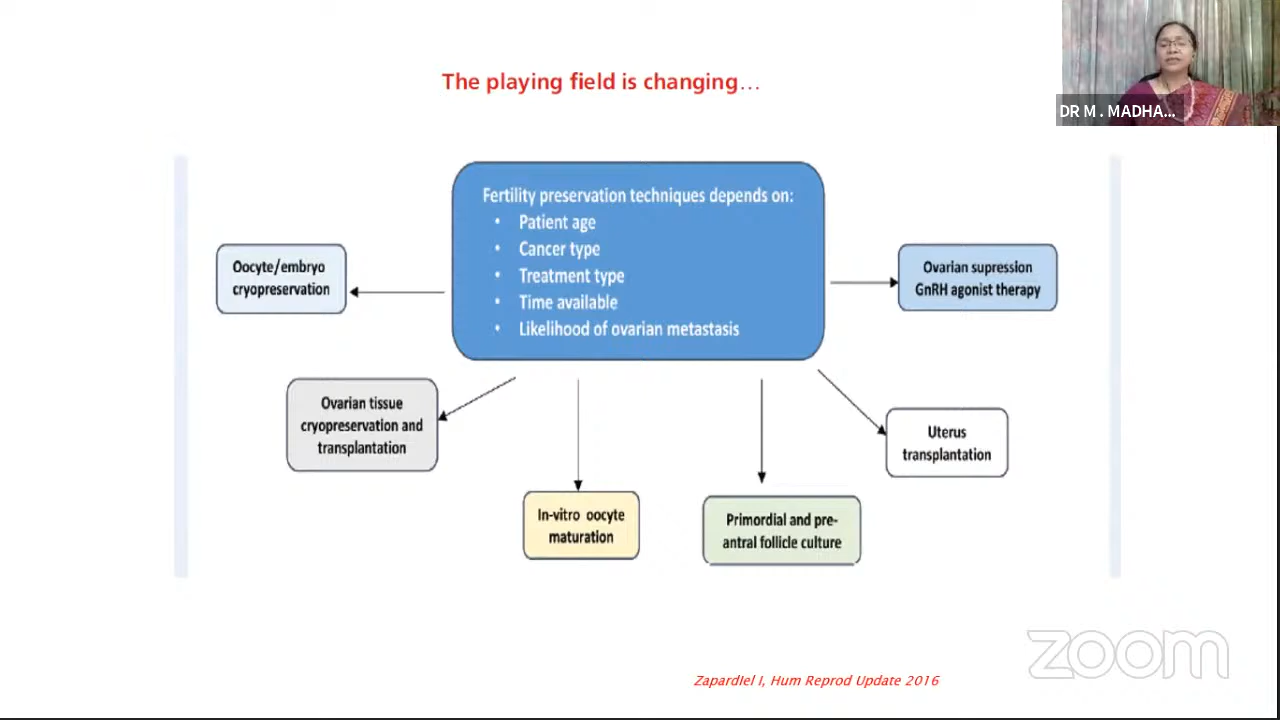 The playing field is changing...
DR M . MADHA...
Fertility preservation techniques depends on:
• Patient age
• Cancer type
• Treatment type
• Time available
• Likelihood of ovarian metastasis
Oocyte/embryo
cryopreservation
Ovarian supression
GnRH agonist therapy
Ovarian tissue
cryopreservation and
transplantation
Uterus
transplantation
In-vitro oocyte
maturation
Primordial and pre-
antral follicle culture
zoom
Zapardlel I, Hum Reprod Update 2016